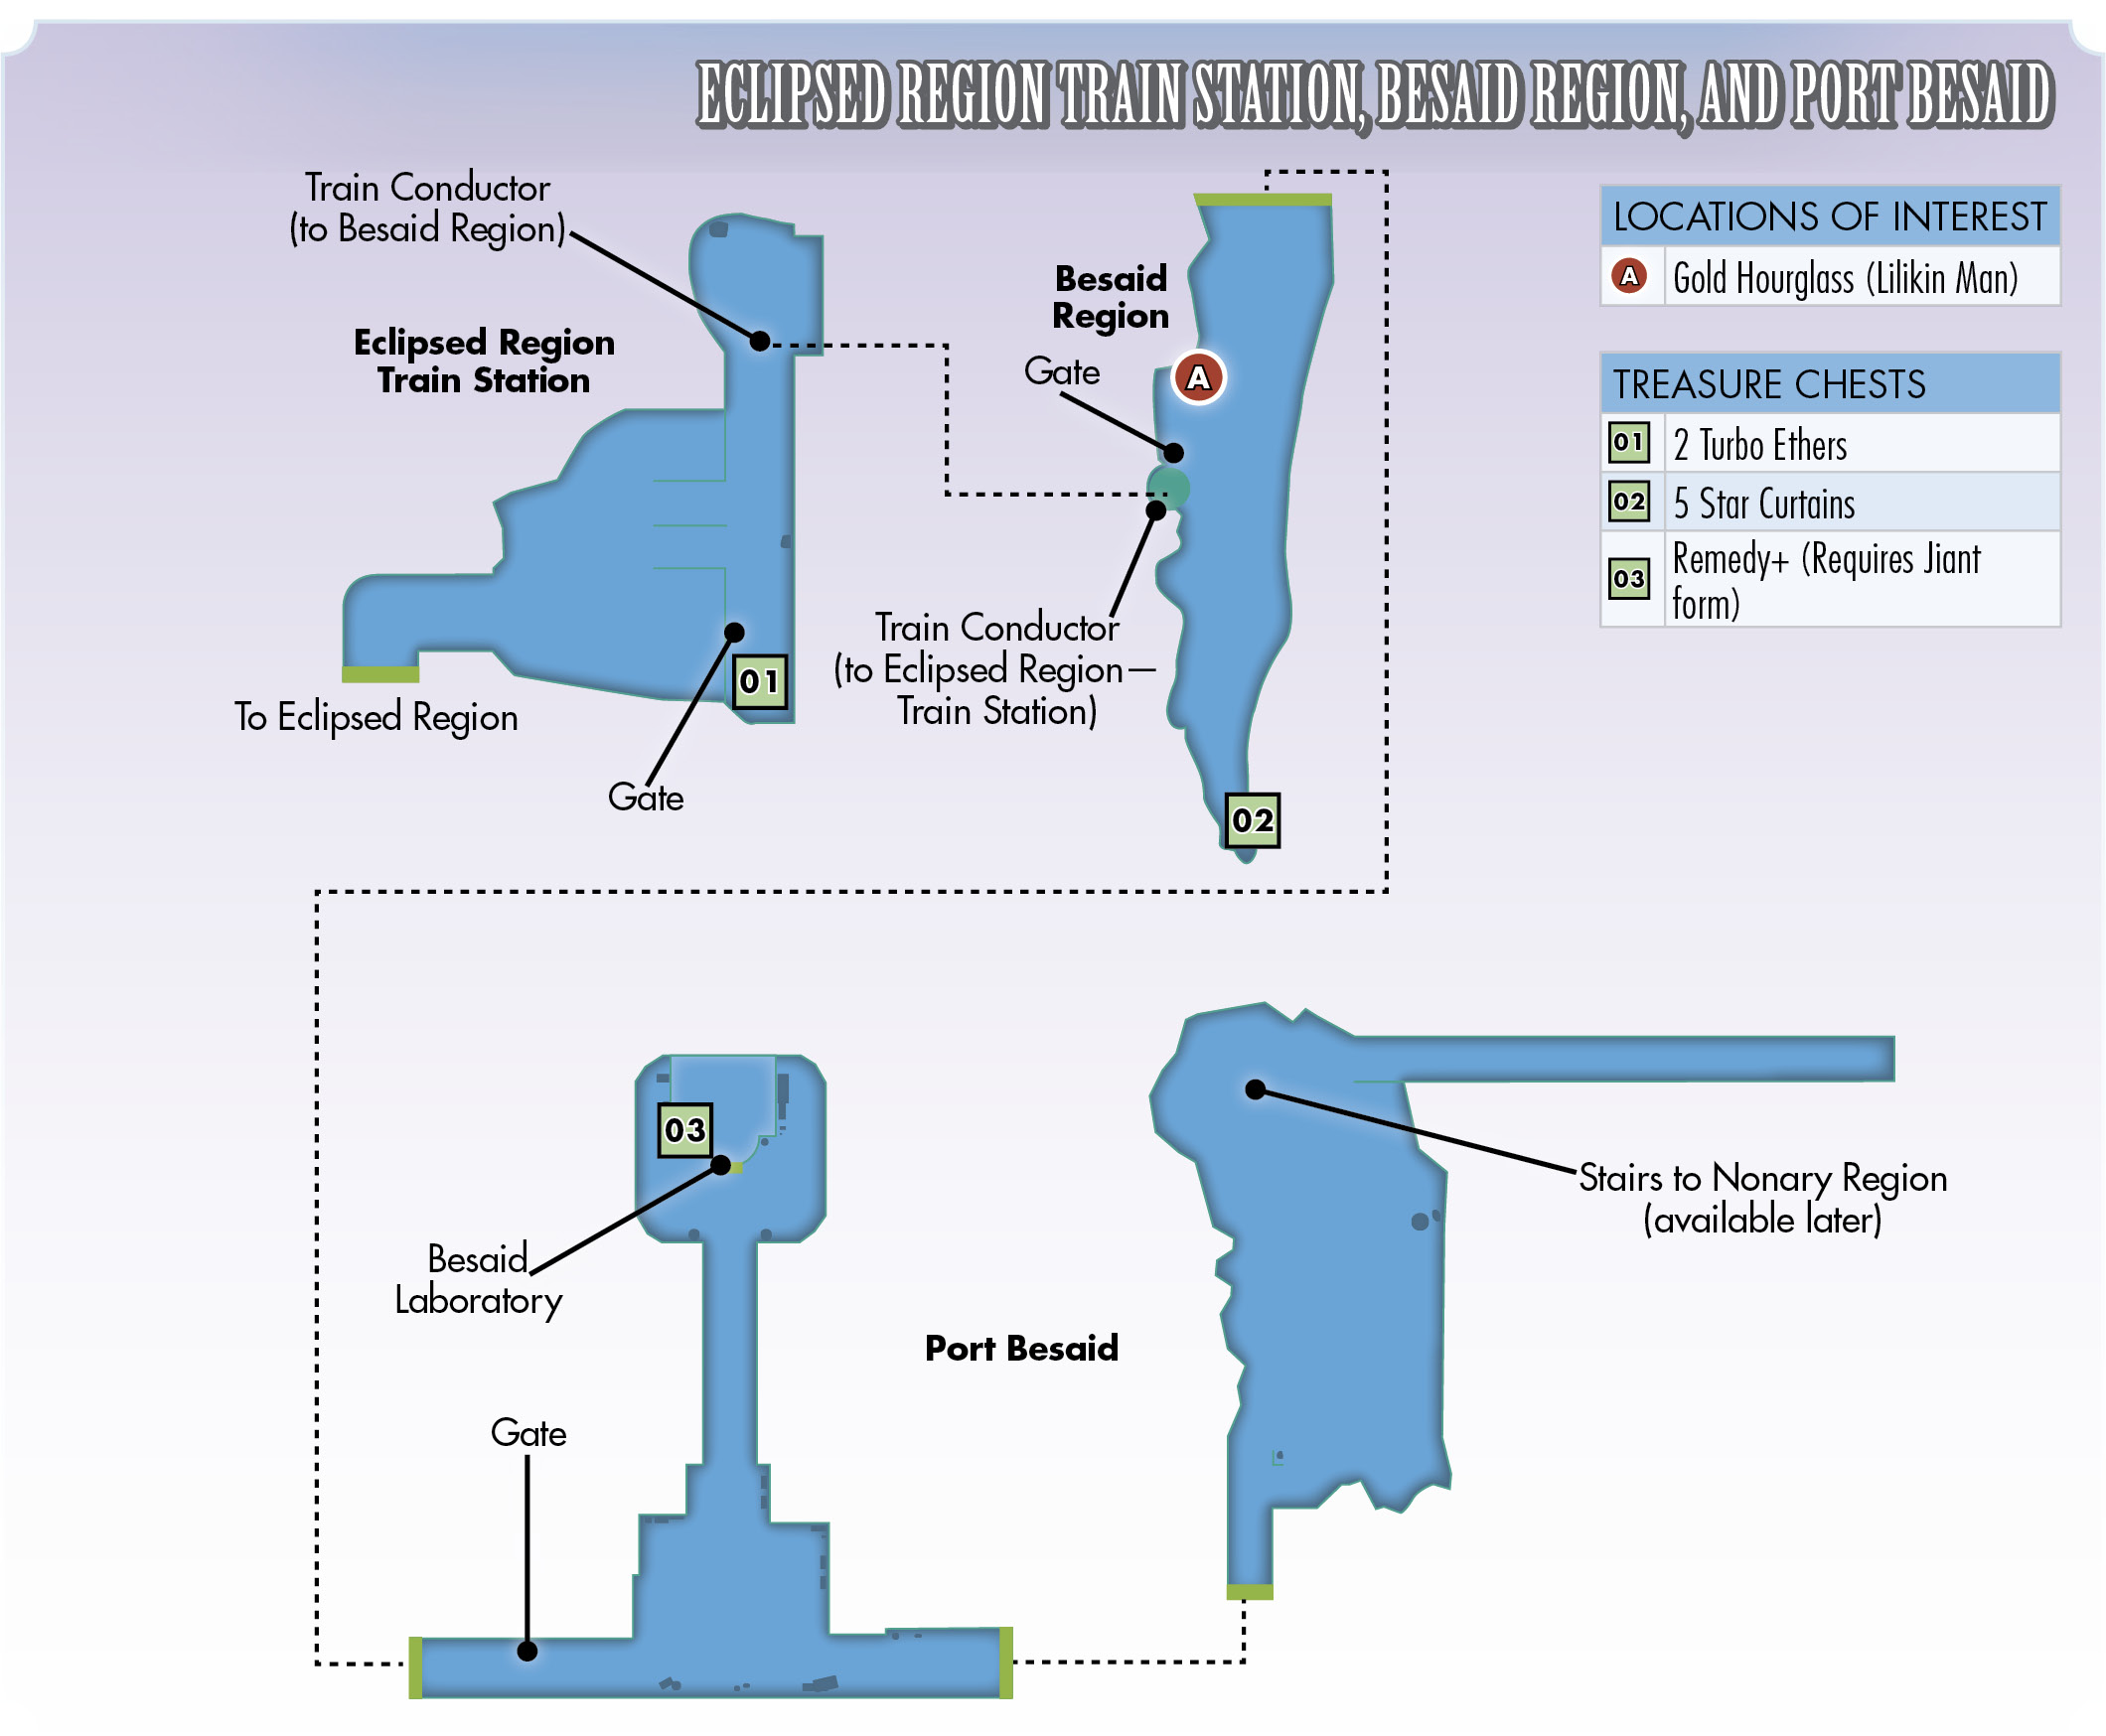 ECLIPSED REGION TRAIN STATION, BESAID REGION, AND PORT BESAID
Train Conductor
(to Besaid Region)
Eclipsed Region
Train Station
To Eclipsed Region
Gate
01
Besaid
Region
Gate
A
Train Conductor
(to Eclipsed Region—
Train Station)
02
LOCATIONS OF INTEREST
A Gold Hourglass (Lilikin Man)
TREASURE CHESTS
01 2 Turbo Ethers
02 5 Star Curtains
03 Remedy+ (Requires Jiant
form)
03
Besaid
Laboratory
Gate
Port Besaid
Stairs to Nonary Region
(available later)